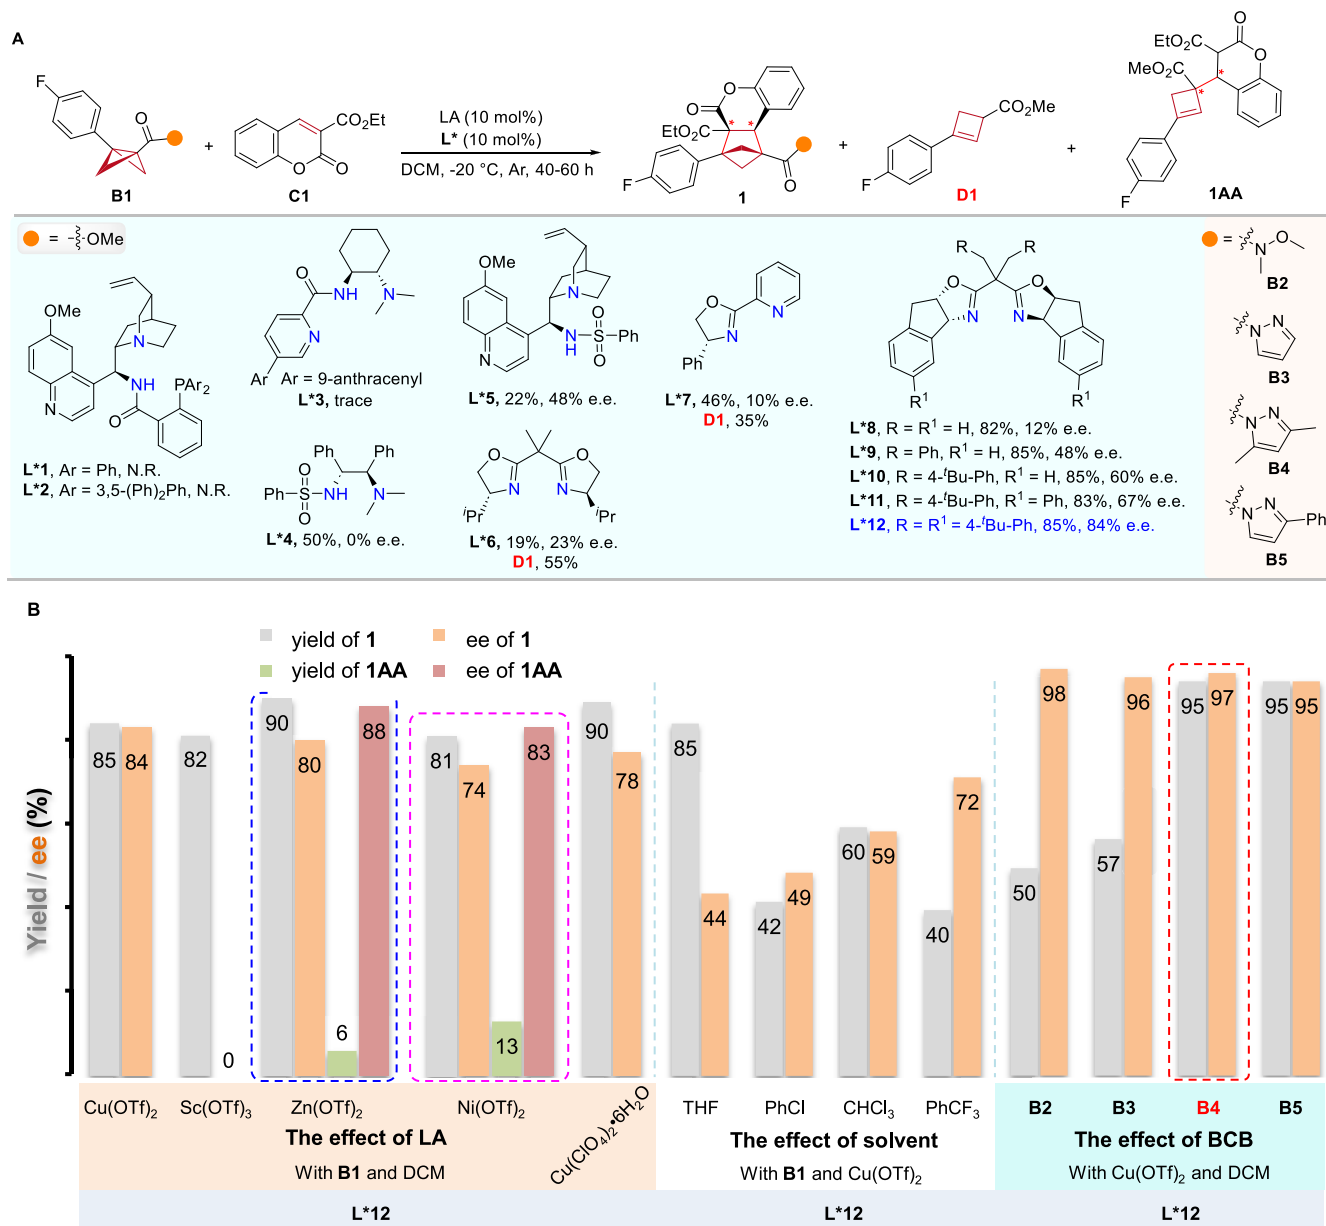 A
F
O
B1
+
CO₂Et
O
O
C1
LA (10 mol%)
L* (10 mol%)
DCM, -20 °C, Ar, 40-60 h
O
O
EtO₂C
*
*
F
O
1
+
CO₂Me
F
D1
+
O
EtO₂C
O
MeO₂C
*
*
F
1AA
= OMe
OMe
N
N
NH
PAr₂
O
L*1, Ar = Ph, N.R.
L*2, Ar = 3,5-(Ph)₂Ph, N.R.
O
NH
N
N
Ar
Ar = 9-anthracenyl
L*3, trace
Ph
Ph
O
Ph
S
NH
N
O
L*4, 50%, 0% e.e.
OMe
N
N
O
N
S
Ph
H
O
L*5, 22%, 48% e.e.
O
O
N
N
ⁱPr
ⁱPr
L*6, 19%, 23% e.e.
D1, 55%
O
N
N
Ph
L*7, 46%, 10% e.e.
D1, 35%
R
R
O
O
N
N
R¹
R¹
L*8, R = R¹ = H, 82%, 12% e.e.
L*9, R = Ph, R¹ = H, 85%, 48% e.e.
L*10, R = 4-ᵗBu-Ph, R¹ = H, 85%, 60% e.e.
L*11, R = 4-ᵗBu-Ph, R¹ = Ph, 83%, 67% e.e.
L*12, R = R¹ = 4-ᵗBu-Ph, 85%, 84% e.e.
=
N
O
B2
N
N
B3
N
N
B4
N
N
Ph
B5
B
yield of 1
ee of 1
yield of 1AA
ee of 1AA
Yield / ee (%)
85
84
82
0
90
80
6
88
81
74
13
83
90
78
85
44
42
49
60
59
40
72
50
98
57
96
95
97
95
95
Cu(OTf)₂
Sc(OTf)₃
Zn(OTf)₂
Ni(OTf)₂
Cu(ClO₄)₂•6H₂O
THF
PhCl
CHCl₃
PhCF₃
B2
B3
B4
B5
The effect of LA
The effect of solvent
The effect of BCB
With B1 and DCM
With B1 and Cu(OTf)₂
With Cu(OTf)₂ and DCM
L*12
L*12
L*12